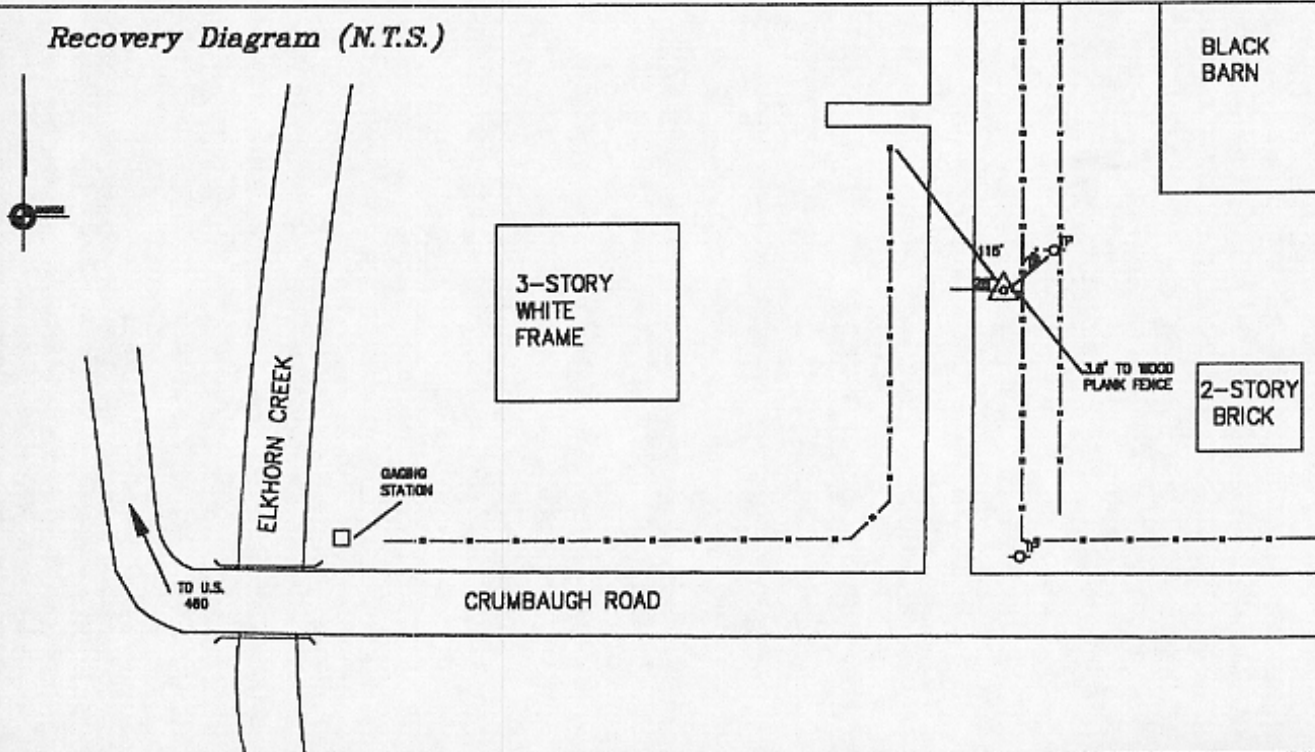 Recovery Diagram (N.T.S.)
BLACK
BARN
3-STORY
WHITE
FRAME
115'
3.6' TO WOOD
PLANK FENCE
2-STORY
BRICK
ELKHORN CREEK
GAGING
STATION
TO U.S.
460
CRUMBAUGH ROAD